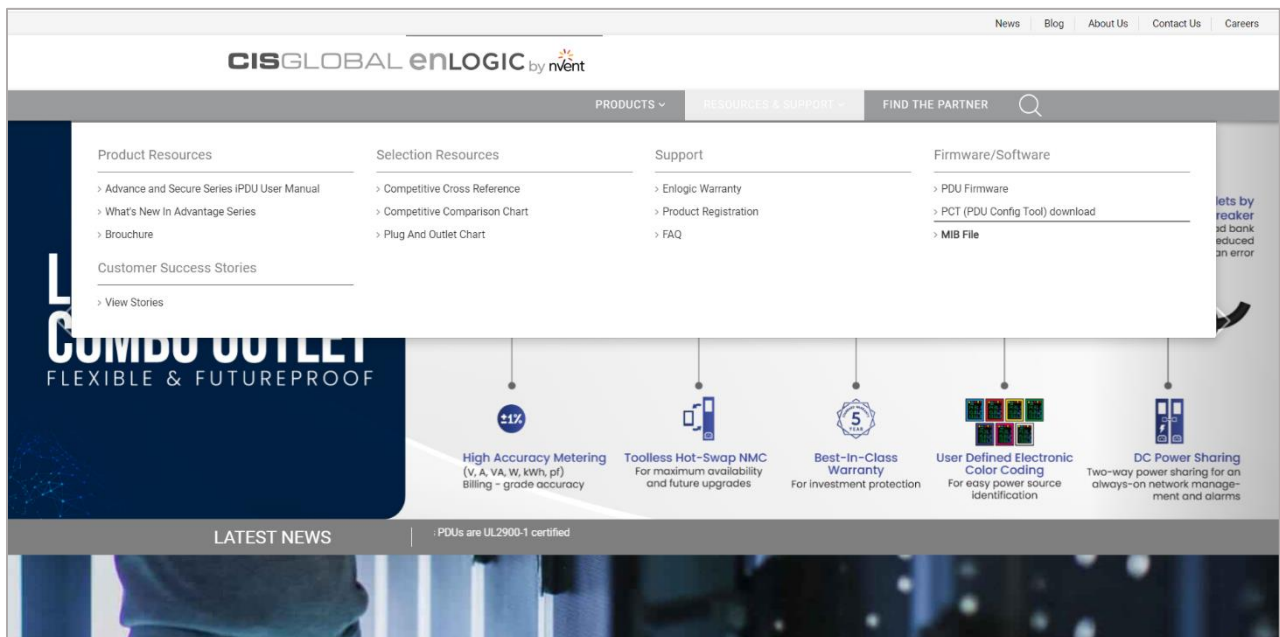 News Blog About Us Contact Us Careers
CISGLOBAL enLOGIC by nvent
PRODUCTS RESOURCES & SUPPORT FIND THE PARTNER
Product Resources
> Advance and Secure Series iPDU User Manual
> What's New In Advantage Series
> Brouchure
Customer Success Stories
> View Stories
Selection Resources
> Competitive Cross Reference
> Competitive Comparison Chart
> Plug And Outlet Chart
Support
> Enlogic Warranty
> Product Registration
> FAQ
Firmware/Software
> PDU Firmware
> PCT (PDU Config Tool) download
> MIB File
lets by
reaker
ad bank
educed
an error
COMBO OUTLET
FLEXIBLE & FUTUREPROOF
±1%
High Accuracy Metering
(V, A, VA, W, kWh, pf)
Billing - grade accuracy
Toolless Hot-Swap NMC
For maximum availability
and future upgrades
5
YEAR
Best-In-Class
Warranty
For investment protection
User Defined Electronic
Color Coding
For easy power source
identification
DC Power Sharing
Two-way power sharing for an
always-on network manage-
ment and alarms
LATEST NEWS
: PDUs are UL2900-1 certified